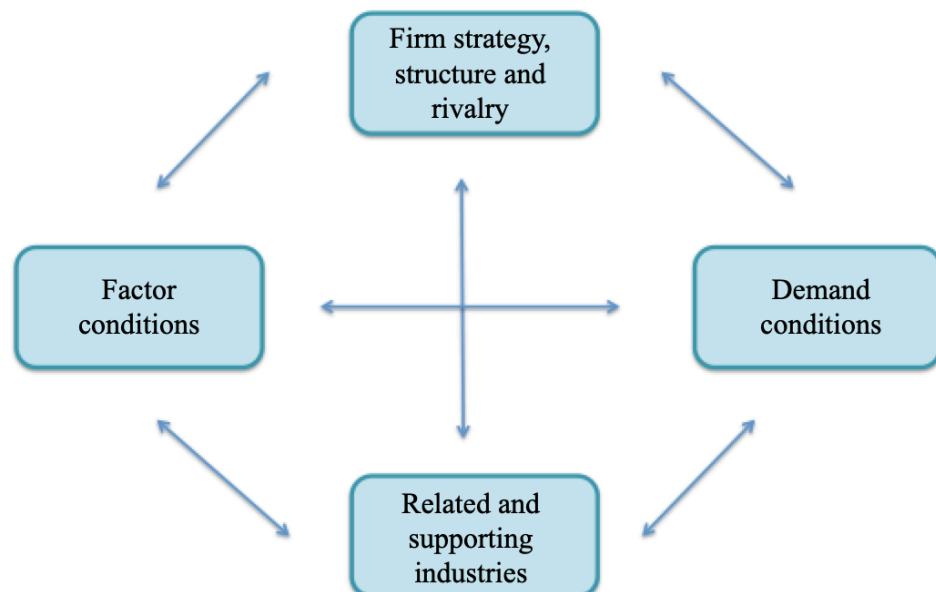 Firm strategy,
structure and
rivalry
Factor
conditions
Demand
conditions
Related and
supporting
industries